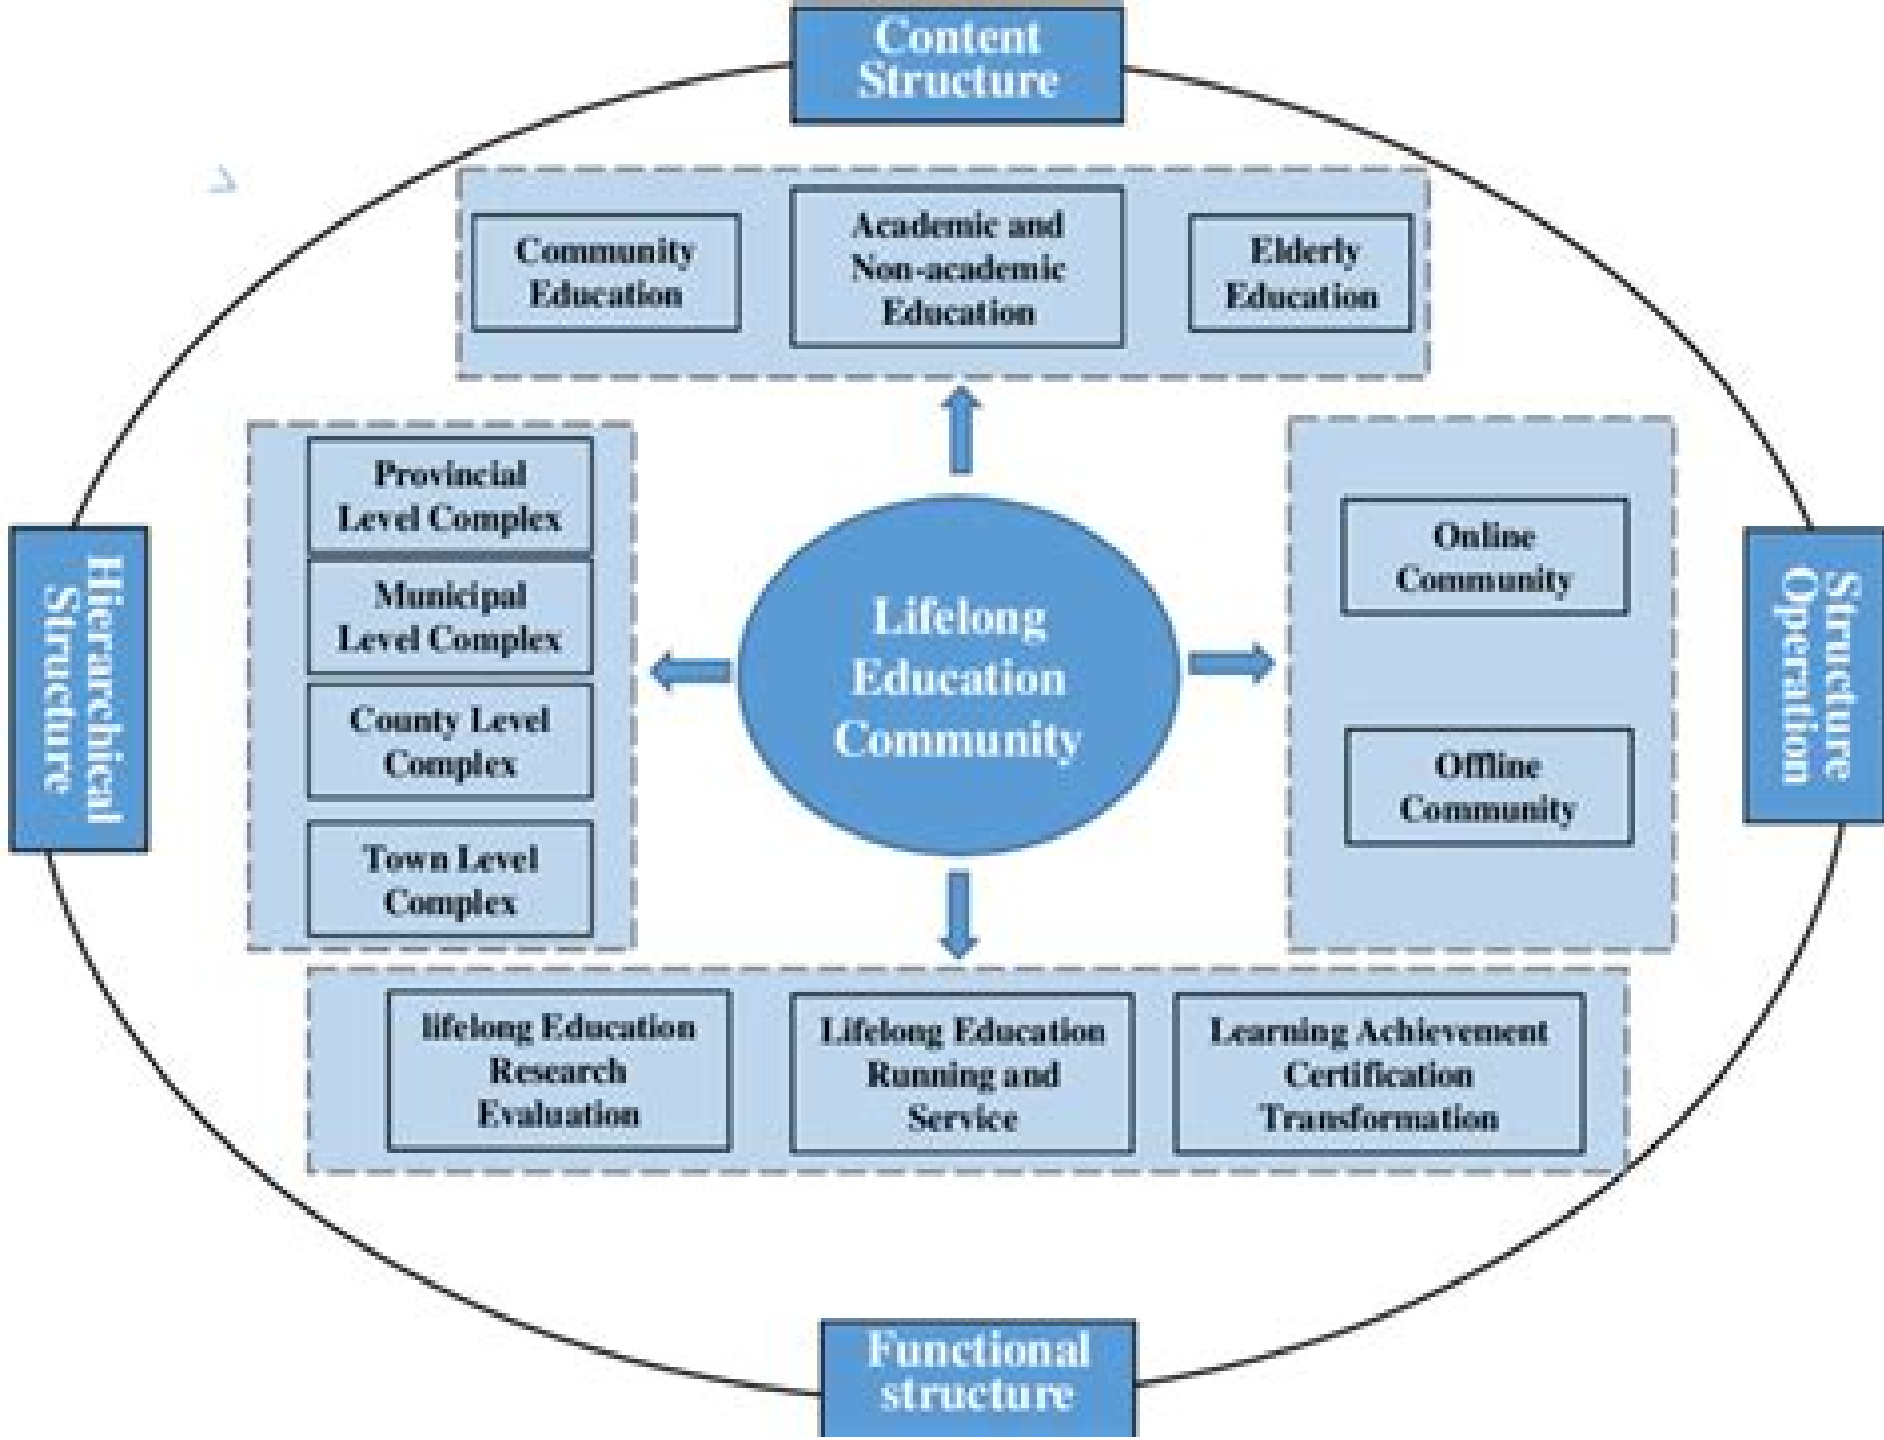 Content
Structure
Community
Education
Academic and
Non-academic
Education
Elderly
Education
Hierarchical
Structure
Provincial
Level Complex
Municipal
Level Complex
County Level
Complex
Town Level
Complex
Lifelong
Education
Community
Online
Community
Offline
Community
Structure
Operation
lifelong Education
Research
Evaluation
Lifelong Education
Running and
Service
Learning Achievement
Certification
Transformation
Functional
structure